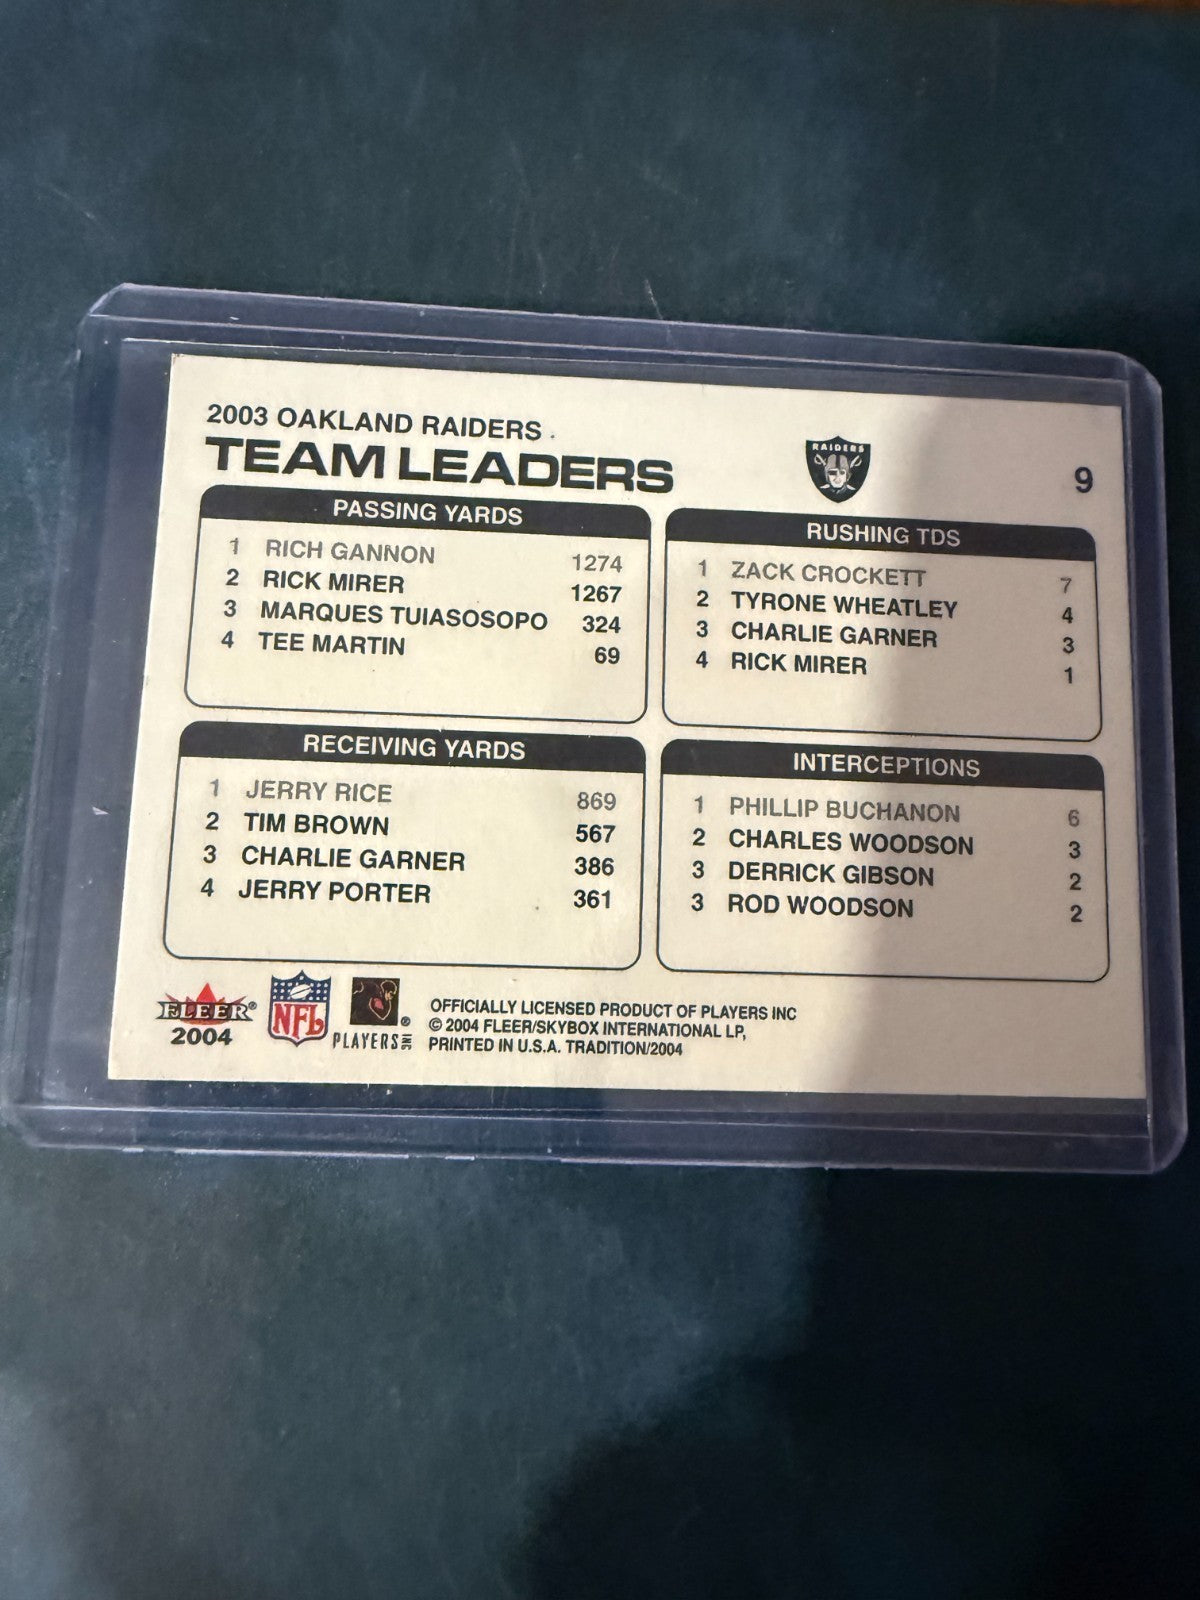 2003 OAKLAND RAIDERS
TEAM LEADERS
RAIDERS
9
PASSING YARDS
1 RICH GANNON 1274
2 RICK MIRER 1267
3 MARQUES TUIASOSOPO 324
4 TEE MARTIN 69
RUSHING TDS
1 ZACK CROCKETT 7
2 TYRONE WHEATLEY 4
3 CHARLIE GARNER 3
4 RICK MIRER 1
RECEIVING YARDS
1 JERRY RICE 869
2 TIM BROWN 567
3 CHARLIE GARNER 386
4 JERRY PORTER 361
INTERCEPTIONS
1 PHILLIP BUCHANON 6
2 CHARLES WOODSON 3
3 DERRICK GIBSON 2
3 ROD WOODSON 2
FLEER®
2004
NFL
PLAYERS INC ®
OFFICIALLY LICENSED PRODUCT OF PLAYERS INC
© 2004 FLEER/SKYBOX INTERNATIONAL LP,
PRINTED IN U.S.A. TRADITION/2004